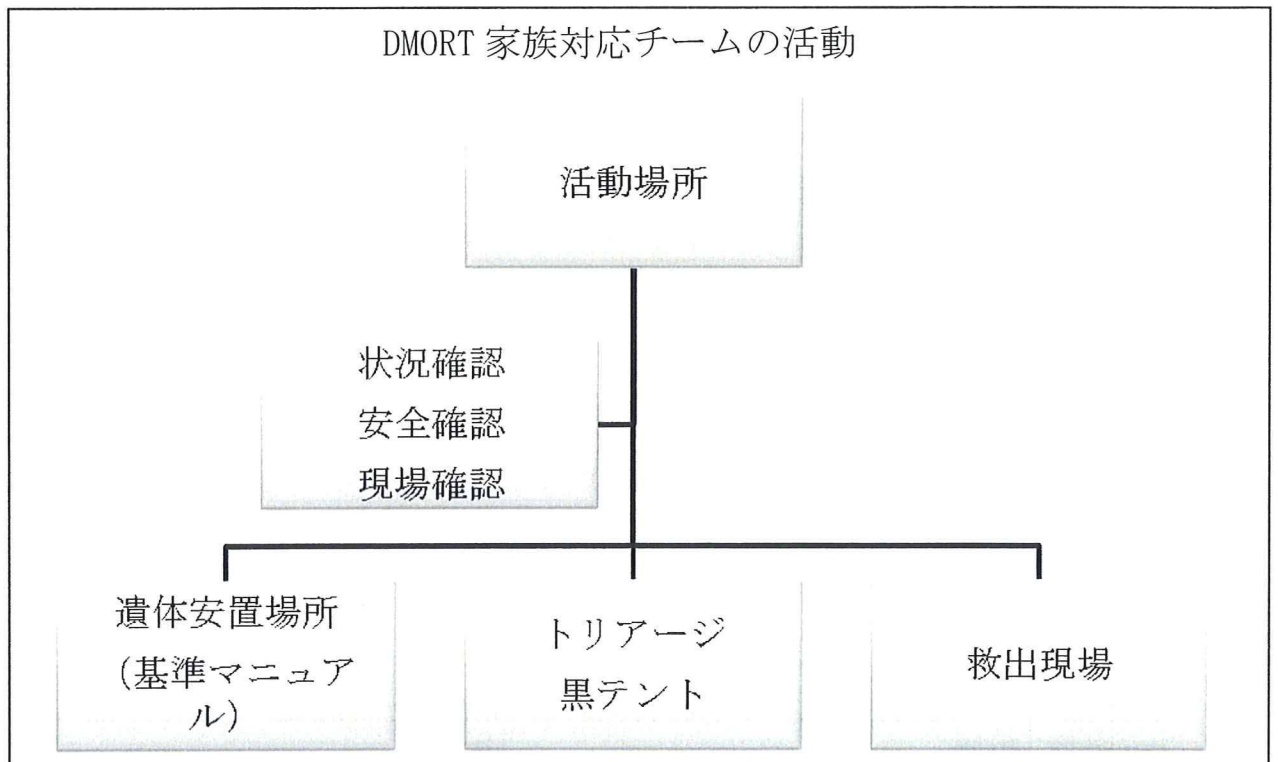 DMORT 家族対応チームの活動
活動場所
状況確認
安全確認
現場確認
遺体安置場所
(基準マニュア
ル)
トリアージ
黒テント
救出現場